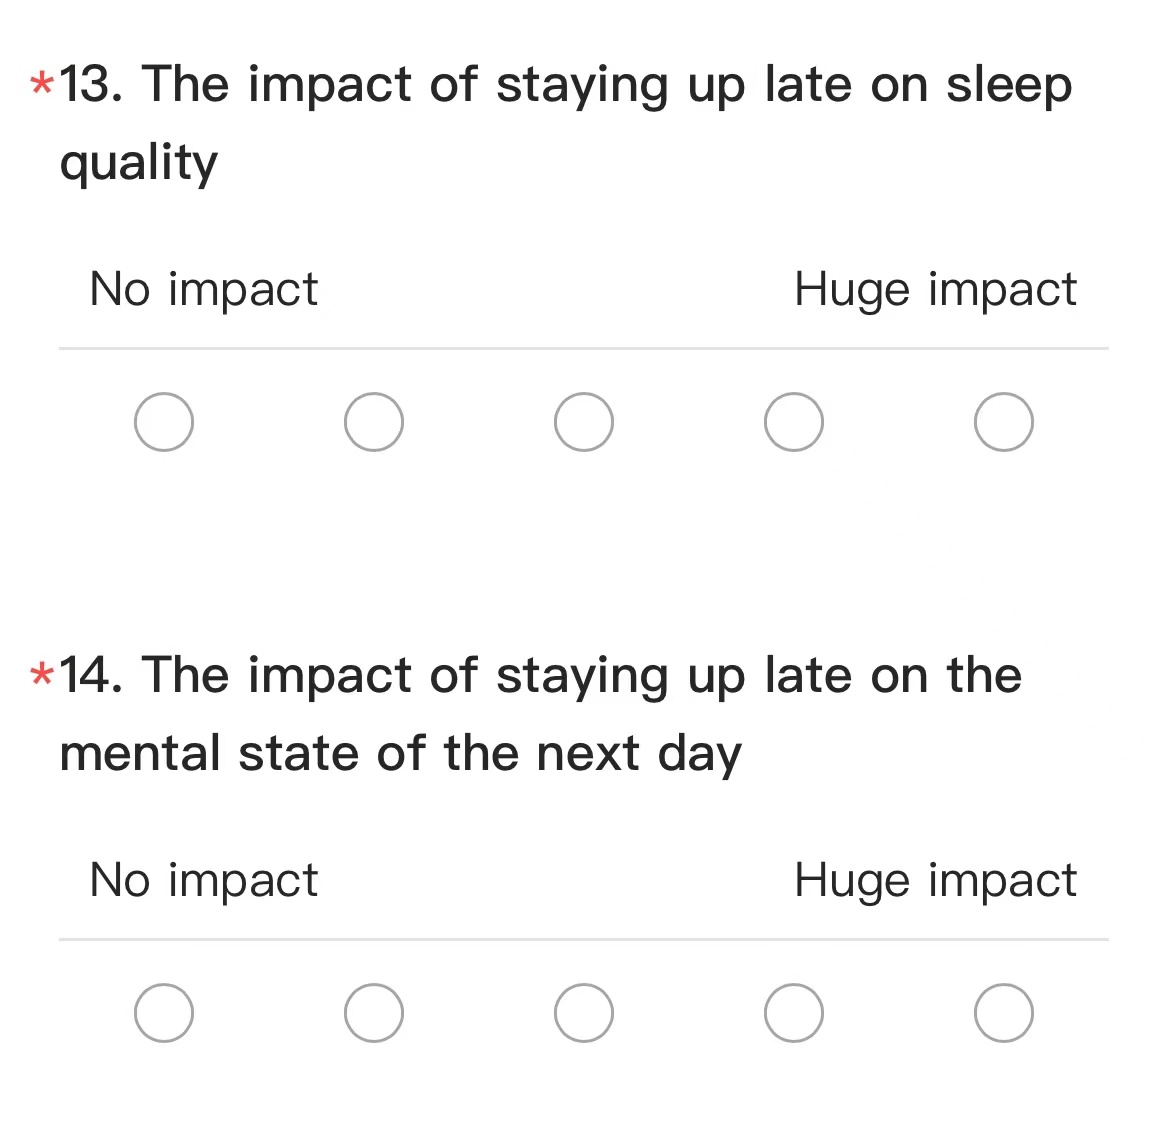 *13. The impact of staying up late on sleep
quality
No impact Huge impact
*14. The impact of staying up late on the
mental state of the next day
No impact Huge impact